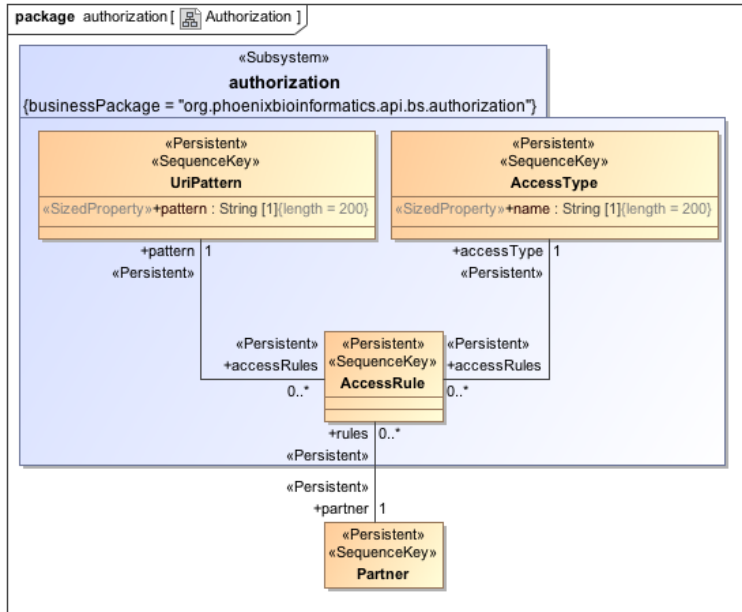 package authorization [ Authorization ]
«Subsystem»
authorization
{businessPackage = "org.phoenixbioinformatics.api.bs.authorization"}
«Persistent»
«SequenceKey»
UriPattern
«SizedProperty»+pattern : String [1]{length = 200}
«Persistent»
«SequenceKey»
AccessType
«SizedProperty»+name : String [1]{length = 200}
+pattern 1
«Persistent»
+accessType 1
«Persistent»
«Persistent»
+accessRules
0..*
«Persistent»
«SequenceKey»
AccessRule
«Persistent»
+accessRules
0..*
+rules 0..*
«Persistent»
«Persistent»
+partner 1
«Persistent»
«SequenceKey»
Partner